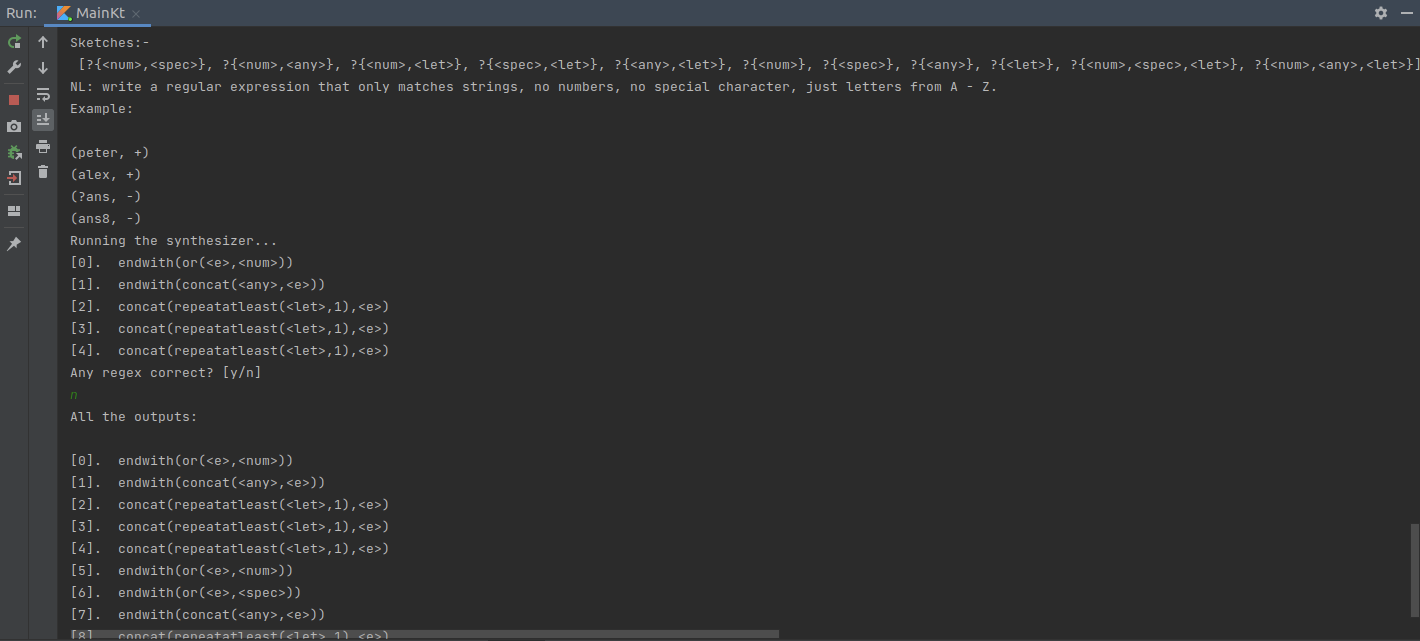 Run: MainKt
Sketches:-
[?{<num>,<spec>}, ?{<num>,<any>}, ?{<num>,<let>}, ?{<spec>,<let>}, ?{<any>,<let>}, ?{<num>}, ?{<spec>}, ?{<any>}, ?{<let>}, ?{<num>,<spec>,<let>}, ?{<num>,<any>,<let>}]
NL: write a regular expression that only matches strings, no numbers, no special character, just letters from A - Z.
Example:
(peter, +)
(alex, +)
(?ans, -)
(ans8, -)
Running the synthesizer...
[0].  endwith(or(<e>,<num>))
[1].  endwith(concat(<any>,<e>))
[2].  concat(repeatatleast(<let>,1),<e>)
[3].  concat(repeatatleast(<let>,1),<e>)
[4].  concat(repeatatleast(<let>,1),<e>)
Any regex correct? [y/n]
n
All the outputs:
[0].  endwith(or(<e>,<num>))
[1].  endwith(concat(<any>,<e>))
[2].  concat(repeatatleast(<let>,1),<e>)
[3].  concat(repeatatleast(<let>,1),<e>)
[4].  concat(repeatatleast(<let>,1),<e>)
[5].  endwith(or(<e>,<num>))
[6].  endwith(or(<e>,<spec>))
[7].  endwith(concat(<any>,<e>))
[8].  concat(repeatatleast(<let>,1),<e>)